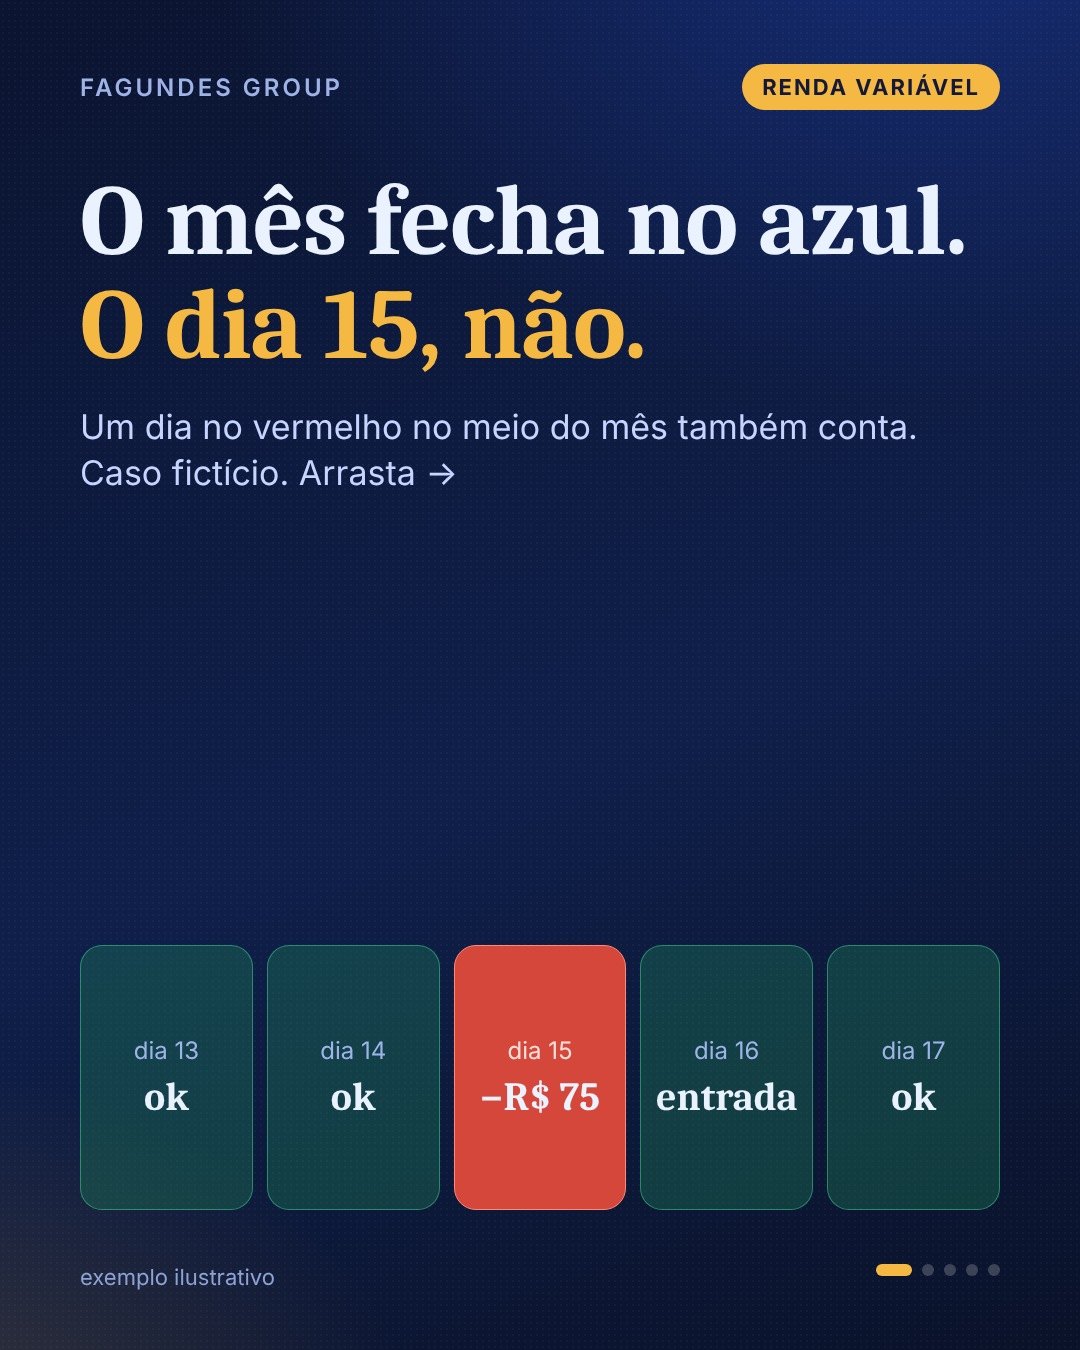 FAGUNDES GROUP
RENDA VARIÁVEL
O mês fecha no azul.
O dia 15, não.
Um dia no vermelho no meio do mês também conta.
Caso fictício. Arrasta →
dia 13
ok
dia 14
ok
dia 15
–R$ 75
dia 16
entrada
dia 17
ok
exemplo ilustrativo